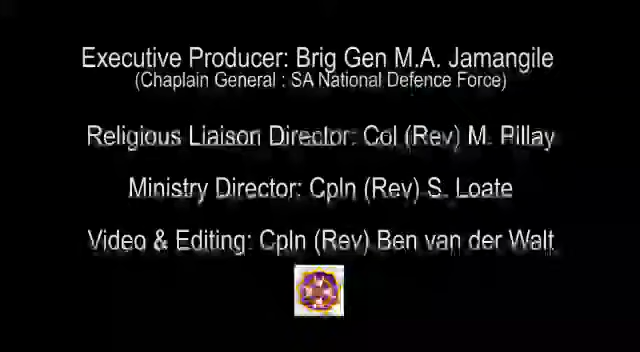 Executive Producer: Brig Gen M.A. Jamangile
(Chaplain General : SA National Defence Force)
Religious Liaison Director: Col (Rev) M. Pillay
Ministry Director: Cpln (Rev) S. Loate
Video & Editing: Cpln (Rev) Ben van der Walt